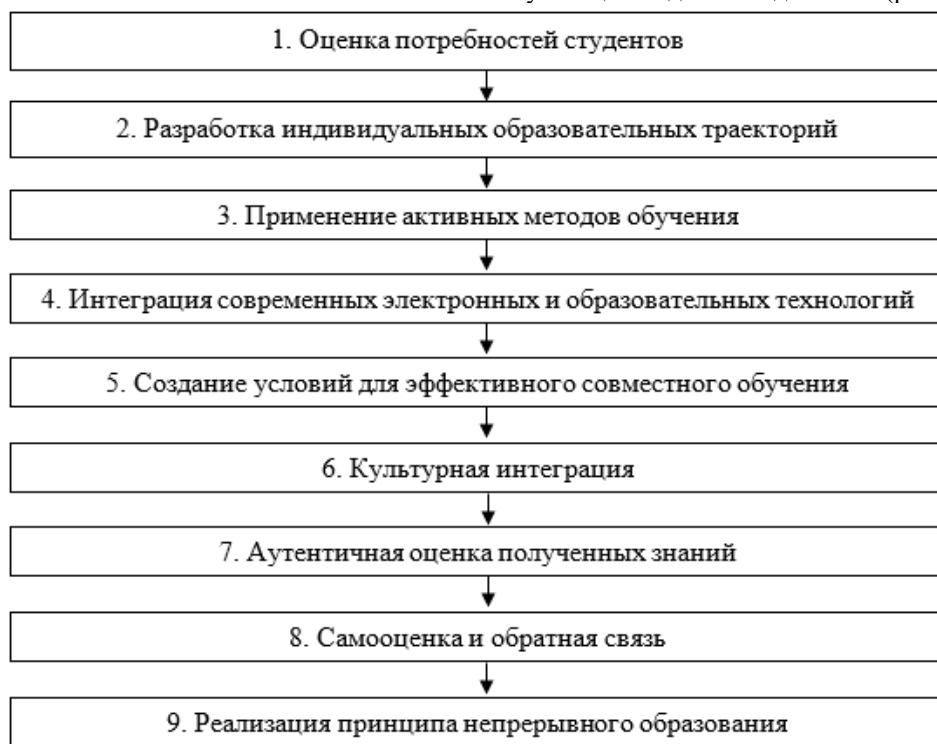 1. Оценка потребностей студентов
2. Разработка индивидуальных образовательных траекторий
3. Применение активных методов обучения
4. Интеграция современных электронных и образовательных технологий
5. Создание условий для эффективного совместного обучения
6. Культурная интеграция
7. Аутентичная оценка полученных знаний
8. Самооценка и обратная связь
9. Реализация принципа непрерывного образования